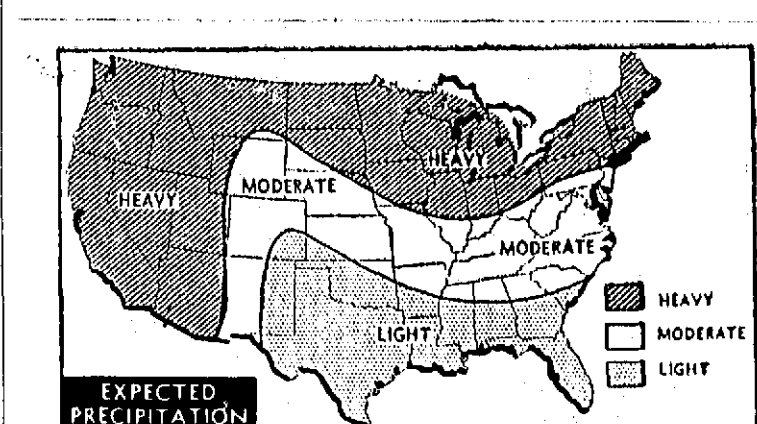 HEAVY
MODERATE
HEAVY
MODERATE
LIGHT
HEAVY
MODERATE
LIGHT
EXPECTED
PRECIPITATION